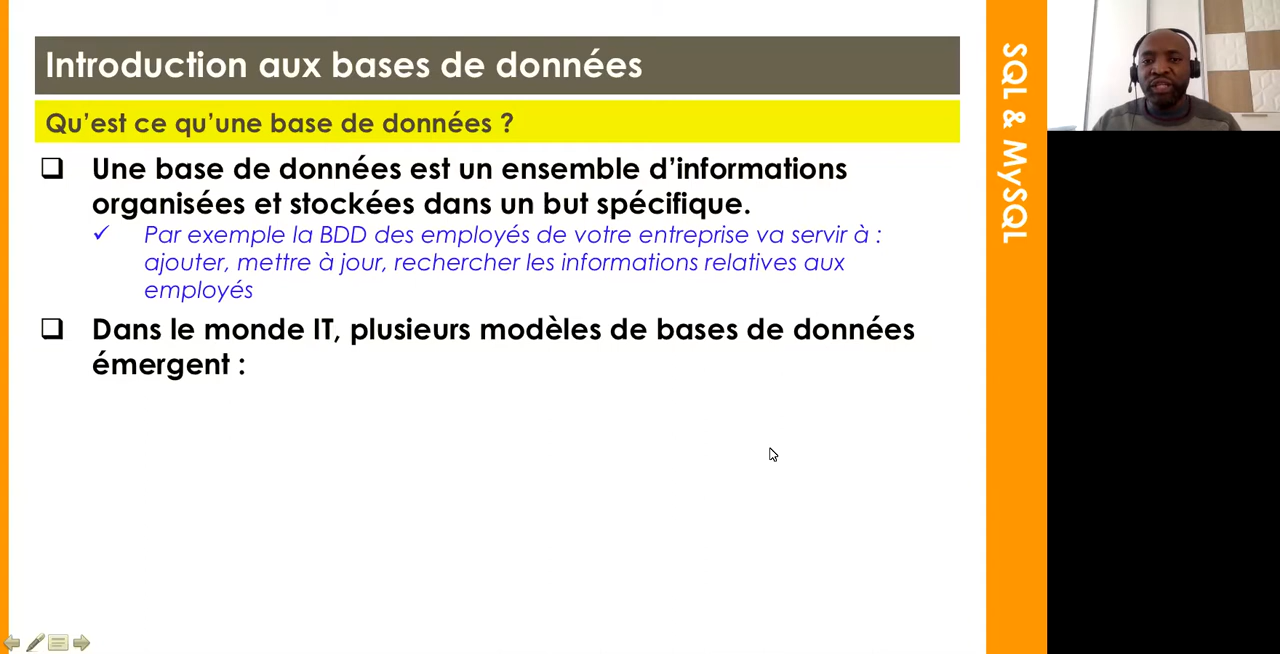 Introduction aux bases de données
Qu’est ce qu’une base de données ?
Une base de données est un ensemble d’informations
organisées et stockées dans un but spécifique.
Par exemple la BDD des employés de votre entreprise va servir à :
ajouter, mettre à jour, rechercher les informations relatives aux
employés
Dans le monde IT, plusieurs modèles de bases de données
émergent :
SQL & MySQL